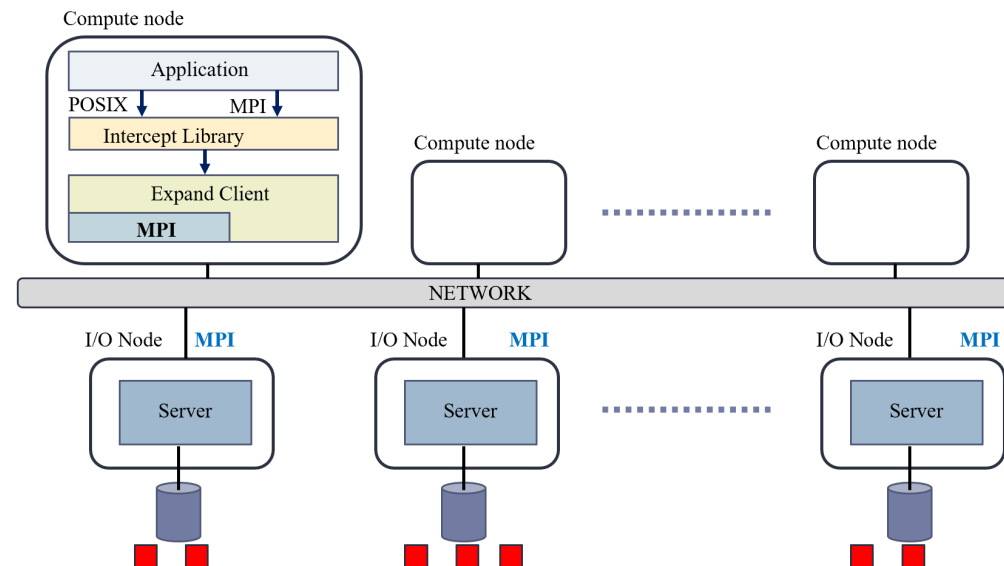 Compute node
Application
POSIX MPI
Intercept Library
Expand Client
MPI
Compute node
Compute node
NETWORK
I/O Node MPI
I/O Node MPI
I/O Node MPI
Server
Server
Server